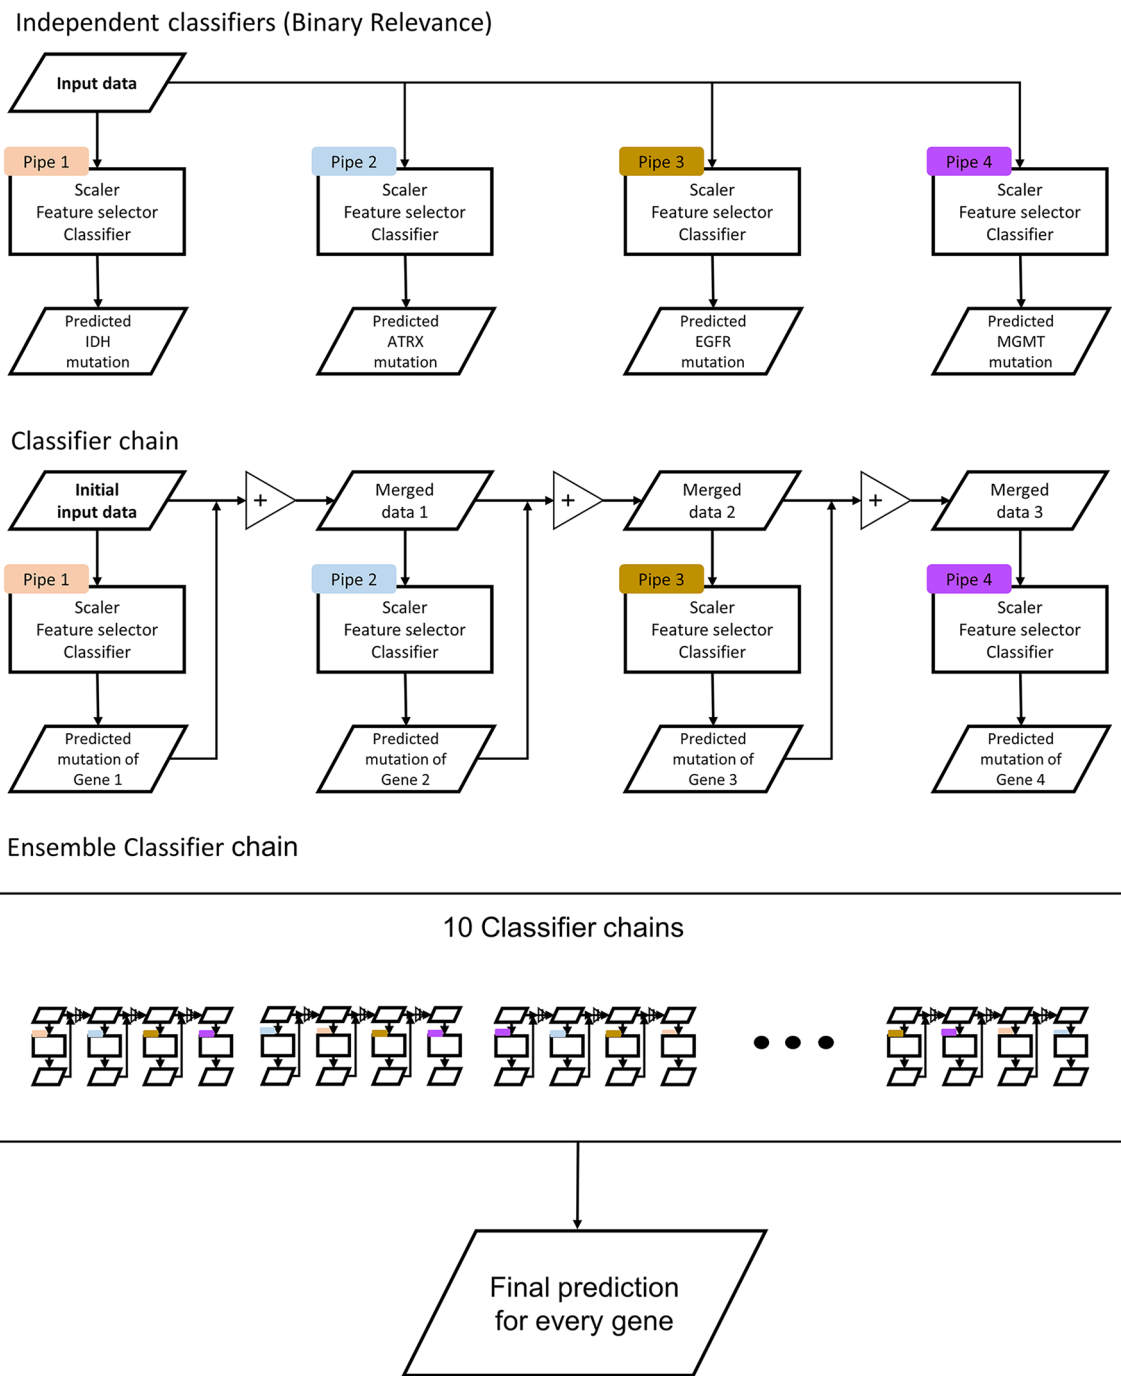 Independent classifiers (Binary Relevance)
Input data
Pipe 1
Pipe 2
Pipe 3
Pipe 4
Scaler
Feature selector
Classifier
Scaler
Feature selector
Classifier
Scaler
Feature selector
Classifier
Scaler
Feature selector
Classifier
Predicted
IDH
mutation
Predicted
ATRX
mutation
Predicted
EGFR
mutation
Predicted
MGMT
mutation
Classifier chain
Initial
input data
+
Merged
data 1
+
Merged
data 2
+
Merged
data 3
Pipe 1
Pipe 2
Pipe 3
Pipe 4
Scaler
Feature selector
Classifier
Scaler
Feature selector
Classifier
Scaler
Feature selector
Classifier
Scaler
Feature selector
Classifier
Predicted
mutation of
Gene 1
Predicted
mutation of
Gene 2
Predicted
mutation of
Gene 3
Predicted
mutation of
Gene 4
Ensemble Classifier chain
10 Classifier chains
Final prediction
for every gene